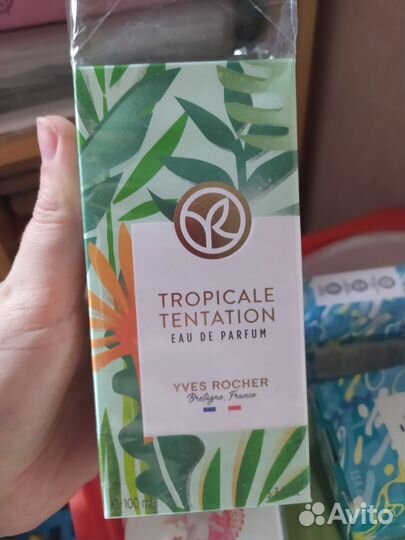 TROPICALE
TENTATION
EAU DE PARFUM
YVES ROCHER
Bretagne, France
100 ml
Avito